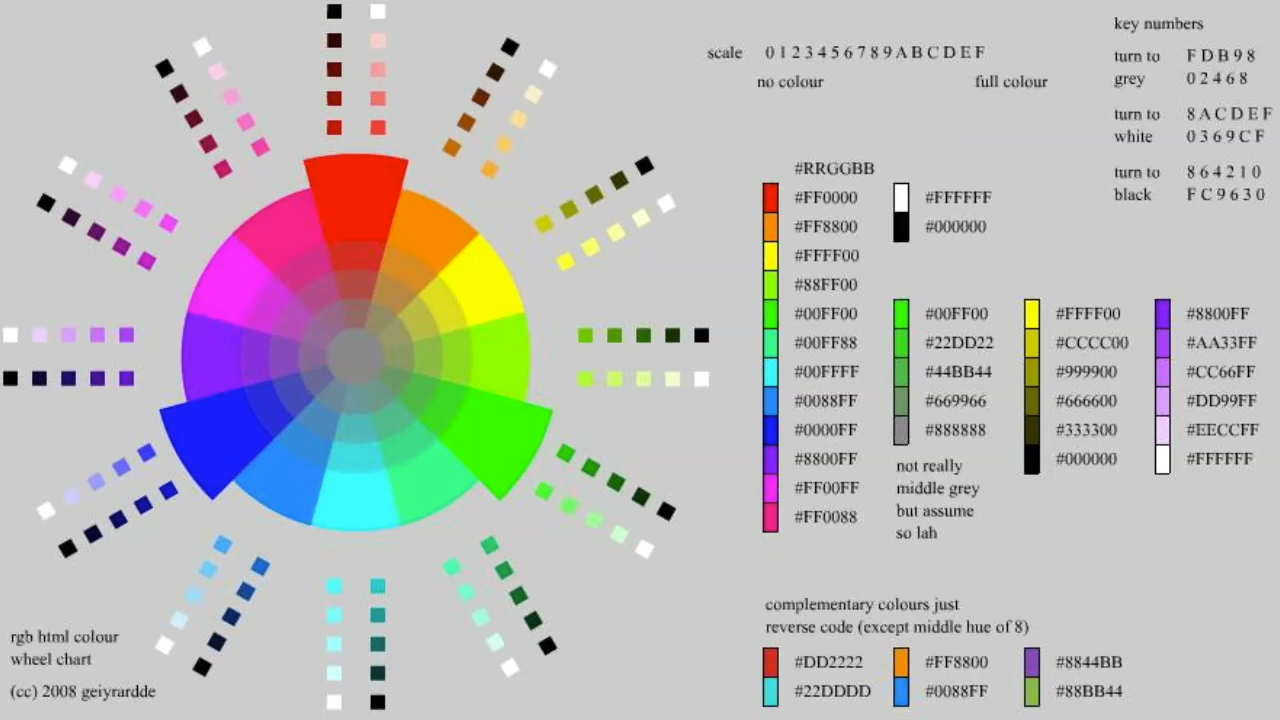 key numbers
scale 0 1 2 3 4 5 6 7 8 9 A B C D E F
no colour full colour
turn to F D B 9 8
grey 0 2 4 6 8
turn to 8 A C D E F
white 0 3 6 9 C F
turn to 8 6 4 2 1 0
black F C 9 6 3 0
#RRGGBB
#FF0000 #FFFFFF
#FF8800 #000000
#FFFF00
#88FF00
#00FF00 #00FF00 #FFFF00 #8800FF
#00FF88 #22DD22 #CCCC00 #AA33FF
#00FFFF #44BB44 #999900 #CC66FF
#0088FF #669966 #666600 #DD99FF
#0000FF #888888 #333300 #EECCFF
#8800FF #000000 #FFFFFF
#FF00FF
#FF0088
not really
middle grey
but assume
so lah
complementary colours just
reverse code (except middle hue of 8)
#DD2222 #FF8800 #8844BB
#22DDDD #0088FF #88BB44
rgb html colour
wheel chart
(cc) 2008 geiyrardde